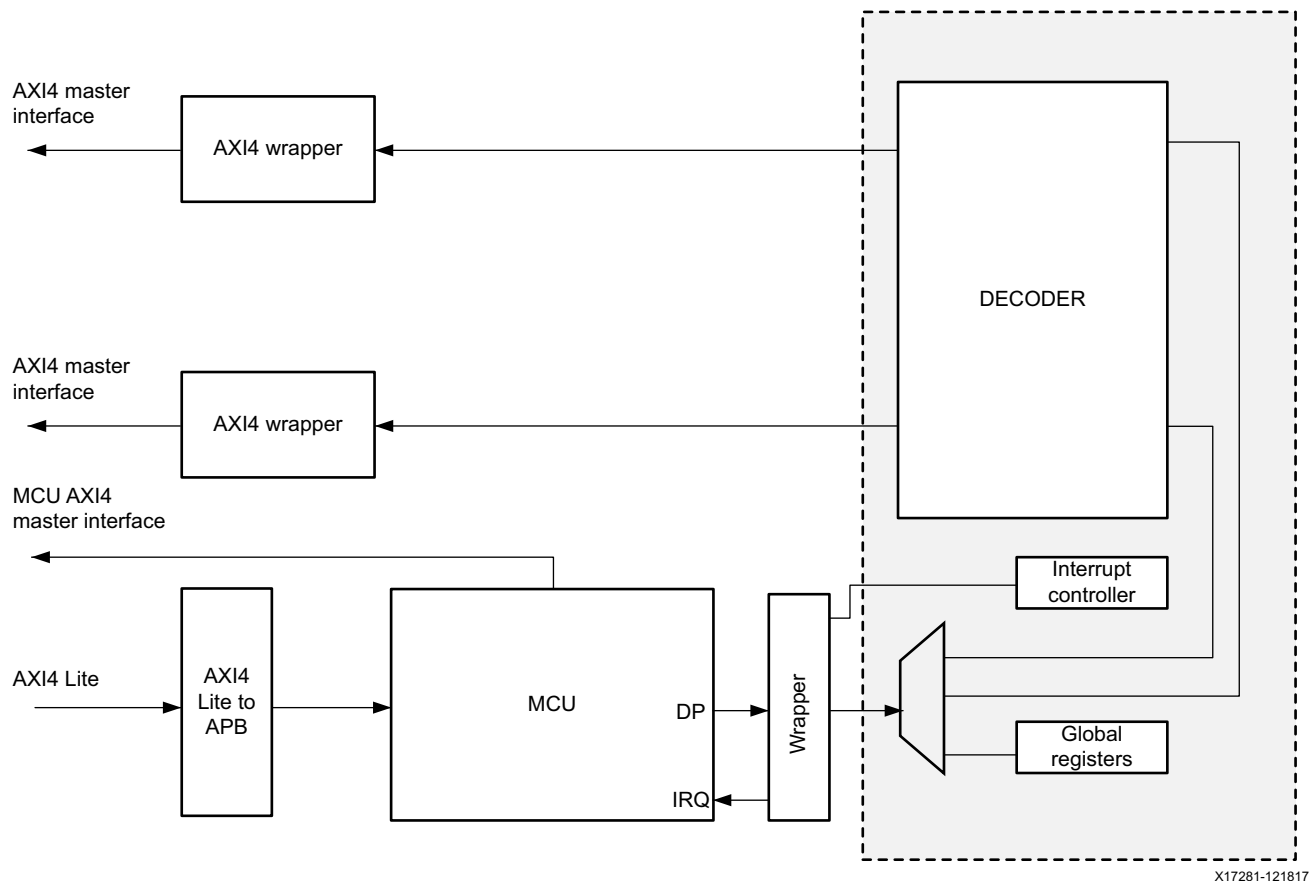 AXI4 master
interface
AXI4 wrapper
DECODER
AXI4 master
interface
AXI4 wrapper
MCU AXI4
master interface
Interrupt
controller
AXI4 Lite
AXI4
Lite to
APB
MCU
DP
IRQ
Wrapper
Global
registers
X17281-121817